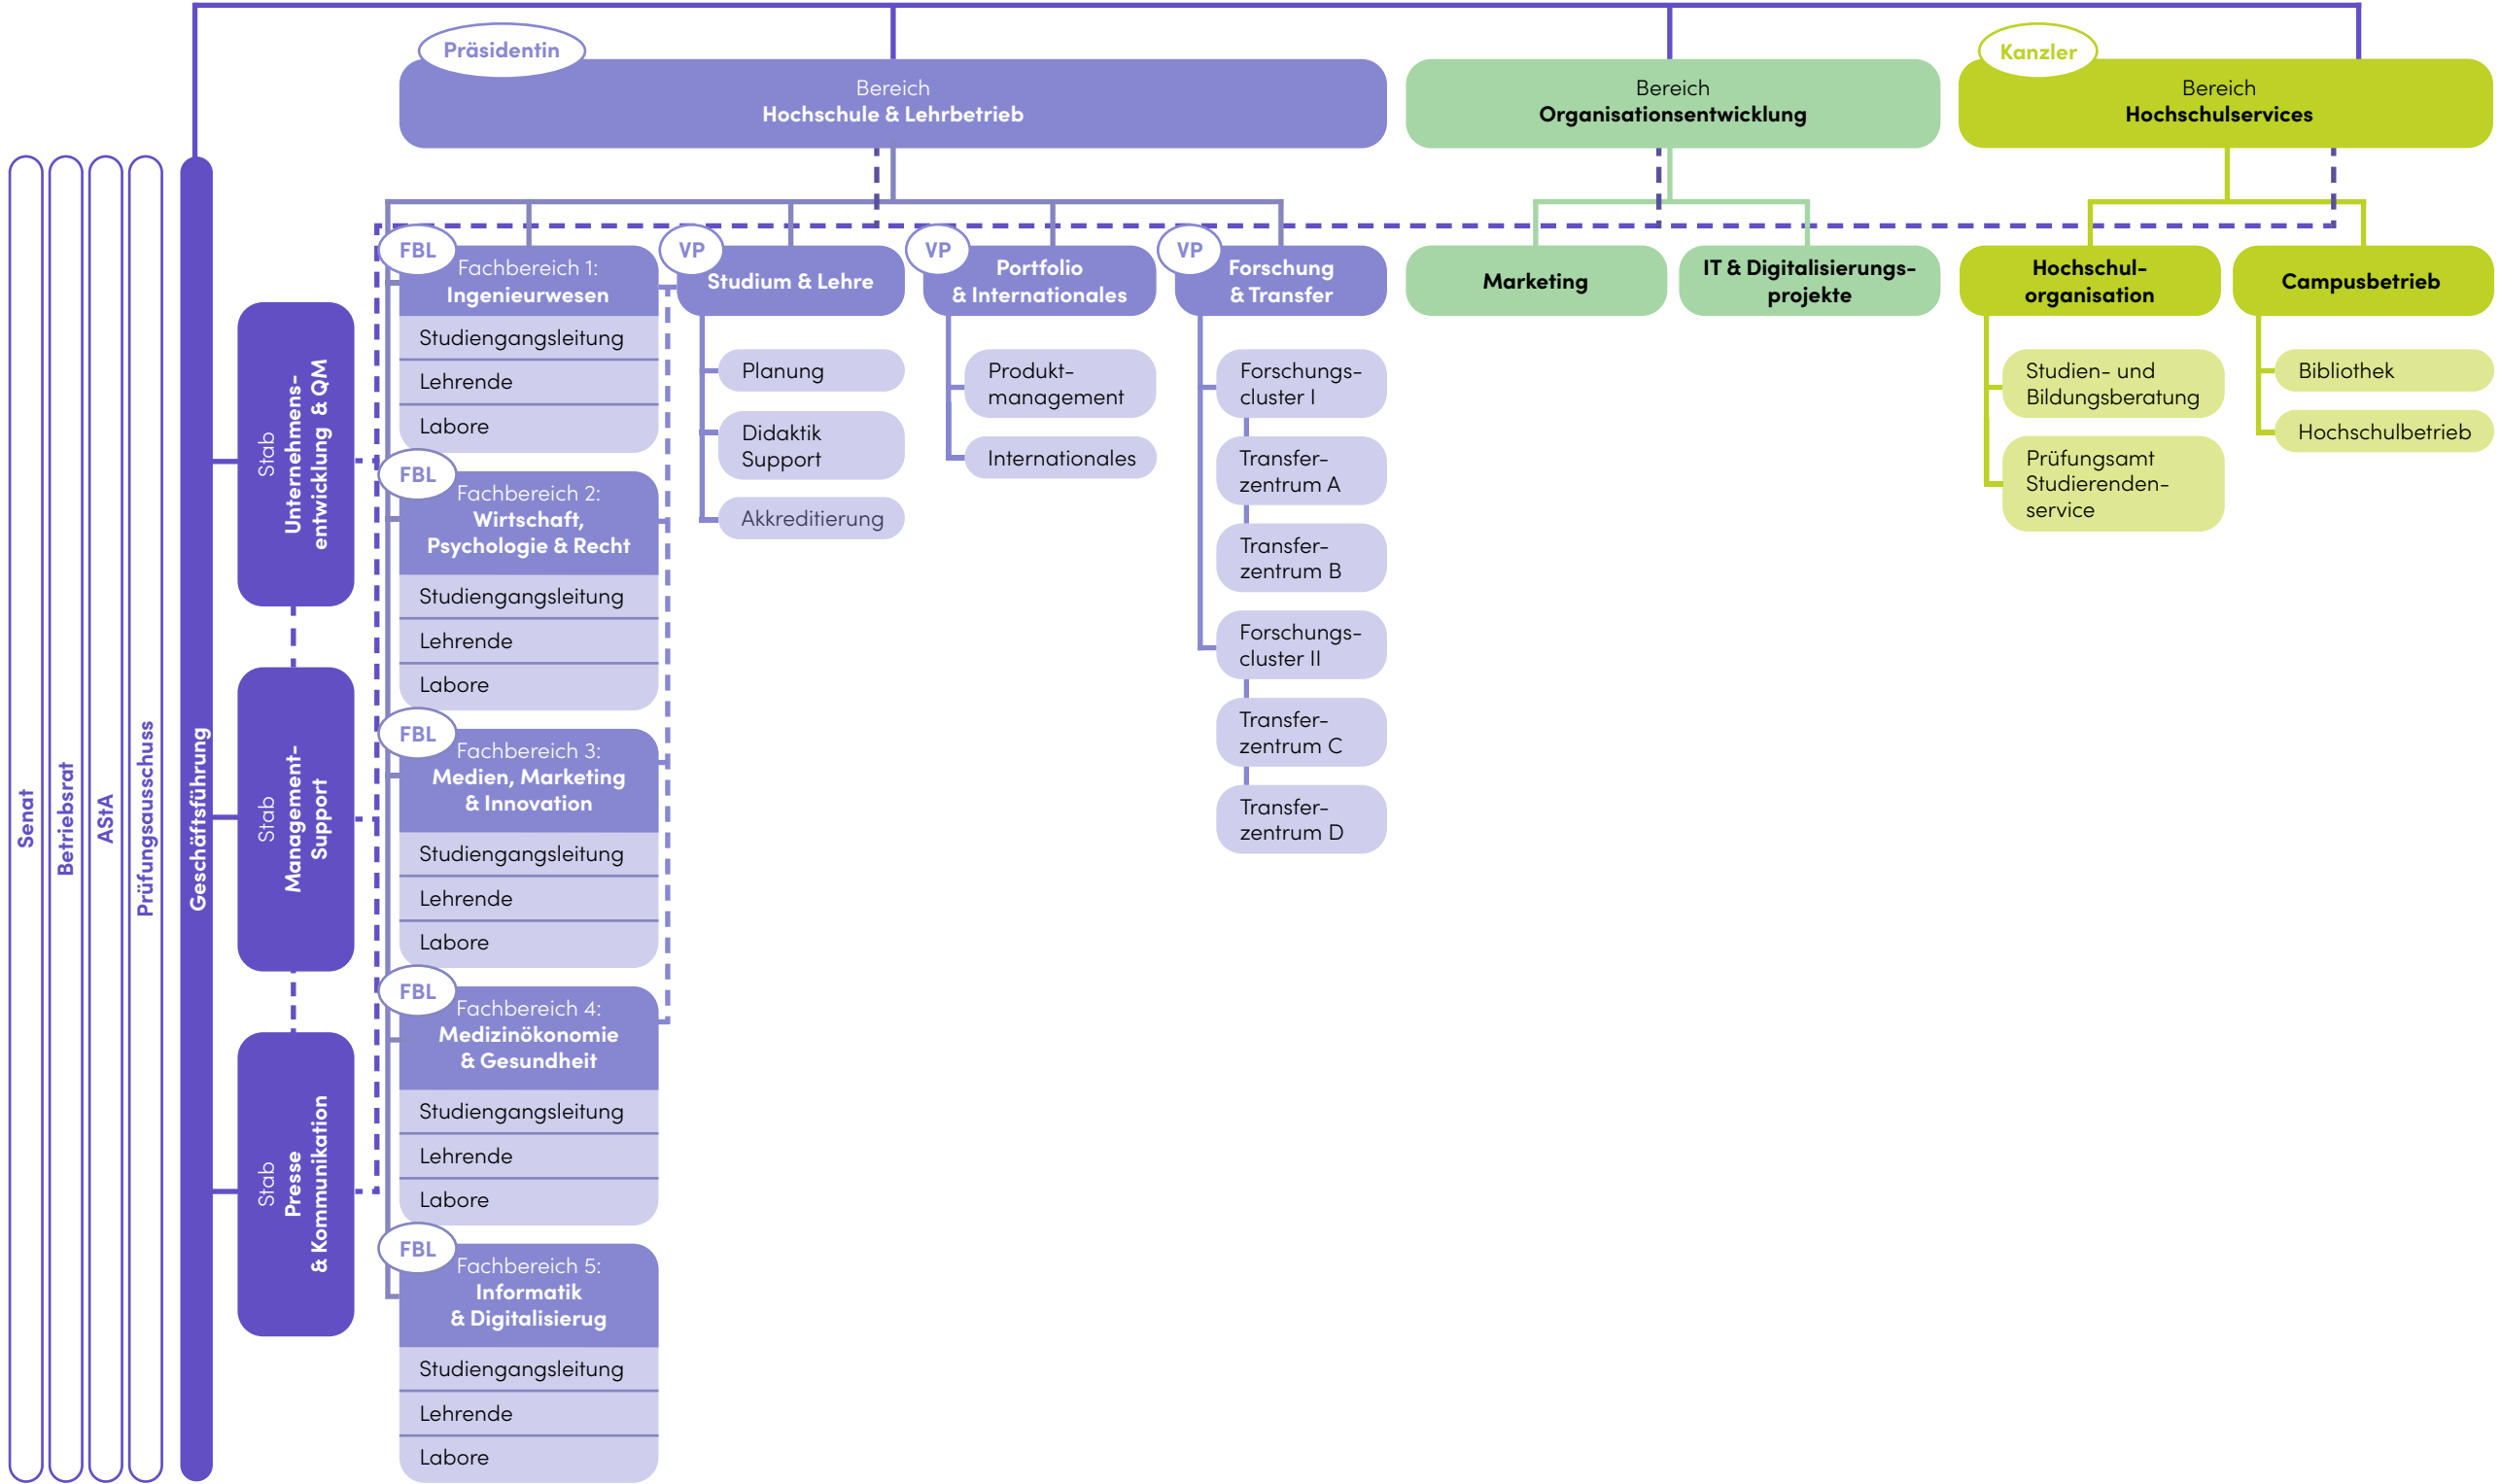 Präsidentin
Bereich
Hochschule & Lehrbetrieb
Bereich
Organisationsentwicklung
Kanzler
Bereich
Hochschulservices
Senat
Betriebsrat
AStA
Prüfungsausschuss
Geschäftsführung
Stab
Unternehmens-
entwicklung & QM
Stab
Management-
Support
Stab
Presse
& Kommunikation
FBL
Fachbereich 1:
Ingenieurwesen
Studiengangsleitung
Lehrende
Labore
FBL
Fachbereich 2:
Wirtschaft,
Psychologie & Recht
Studiengangsleitung
Lehrende
Labore
FBL
Fachbereich 3:
Medien, Marketing
& Innovation
Studiengangsleitung
Lehrende
Labore
FBL
Fachbereich 4:
Medizinökonomie
& Gesundheit
Studiengangsleitung
Lehrende
Labore
FBL
Fachbereich 5:
Informatik
& Digitalisierug
Studiengangsleitung
Lehrende
Labore
VP
Studium & Lehre
Planung
Didaktik
Support
Akkreditierung
VP
Portfolio
& Internationales
Produkt-
management
Internationales
VP
Forschung
& Transfer
Forschungs-
cluster I
Transfer-
zentrum A
Transfer-
zentrum B
Forschungs-
cluster II
Transfer-
zentrum C
Transfer-
zentrum D
Marketing
IT & Digitalisierungs-
projekte
Hochschul-
organisation
Studien- und
Bildungsberatung
Prüfungsamt
Studierenden-
service
Campusbetrieb
Bibliothek
Hochschulbetrieb